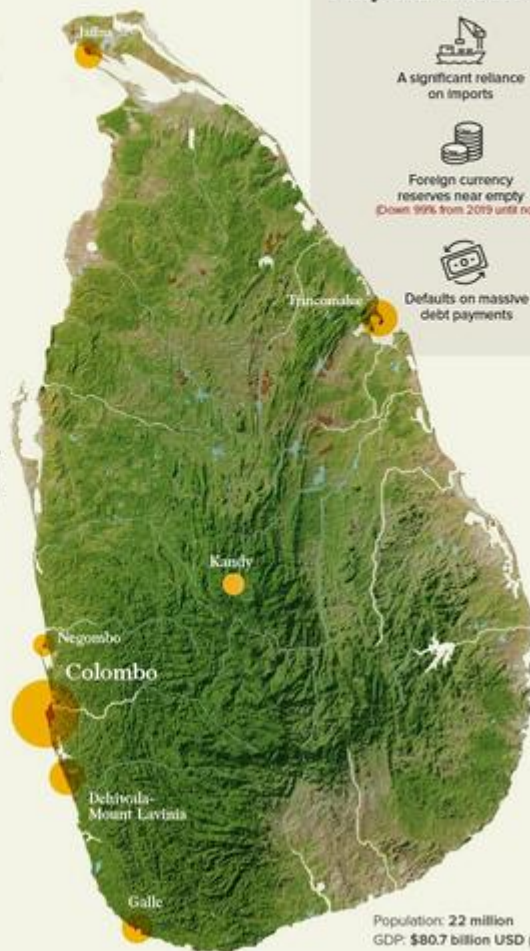 Jaffna
A significant reliance
on imports
Foreign currency
reserves near empty
(Down 99% from 2019 until
Trincomalee
Defaults on massive
debt payments
Kandy
Negombo
Colombo
Dehiwala-
Mount Lavinia
Galle
Population: 22 million
GDP: $80.7 billion USD